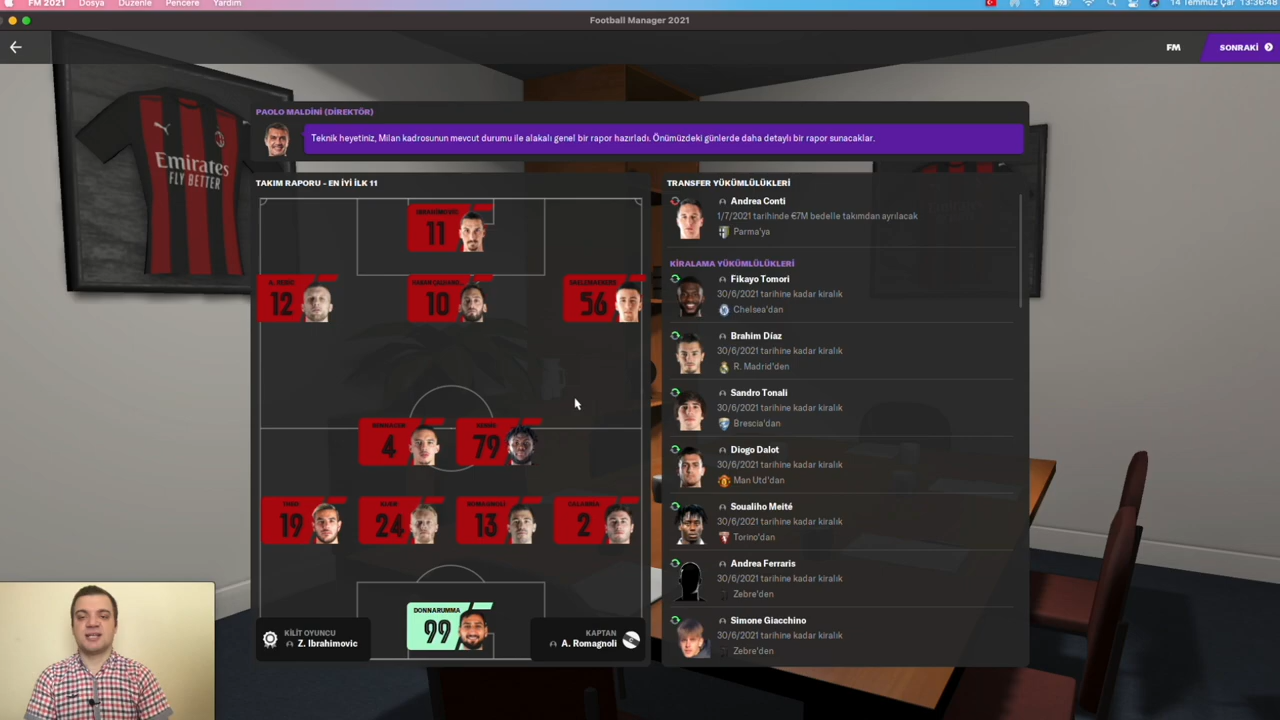 FM 2021 Dosya Düzenle Pencere Yardım
14 Temmuz Çar 13:36:48
Football Manager 2021
FM
SONRAKİ
PAOLO MALDİNİ (DİREKTÖR)
Teknik heyetiniz, Milan kadrosunun mevcut durumu ile alakalı genel bir rapor hazırladı. Önümüzdeki günlerde daha detaylı bir rapor sunacaklar.
Emirates
FLY BETTER
TAKIM RAPORU - EN İYİ İLK 11
11
12
10
56
4
79
19
24
13
2
DONNARUMMA
99
KİLİT OYUNCU
Z. Ibrahimovic
KAPTAN
A. Romagnoli
TRANSFER YÜKÜMLÜLÜKLERİ
Andrea Conti
1/7/2021 tarihinde €7M bedelle takımdan ayrılacak
Parma'ya
KİRALAMA YÜKÜMLÜLÜKLERİ
Fikayo Tomori
30/6/2021 tarihine kadar kiralık
Chelsea'dan
Brahim Díaz
30/6/2021 tarihine kadar kiralık
R. Madrid'den
Sandro Tonali
30/6/2021 tarihine kadar kiralık
Brescia'dan
Diogo Dalot
30/6/2021 tarihine kadar kiralık
Man Utd'dan
Soualiho Meité
30/6/2021 tarihine kadar kiralık
Torino'dan
Andrea Ferraris
30/6/2021 tarihine kadar kiralık
Zebre'den
Simone Giacchino
30/6/2021 tarihine kadar kiralık
Zebre'den